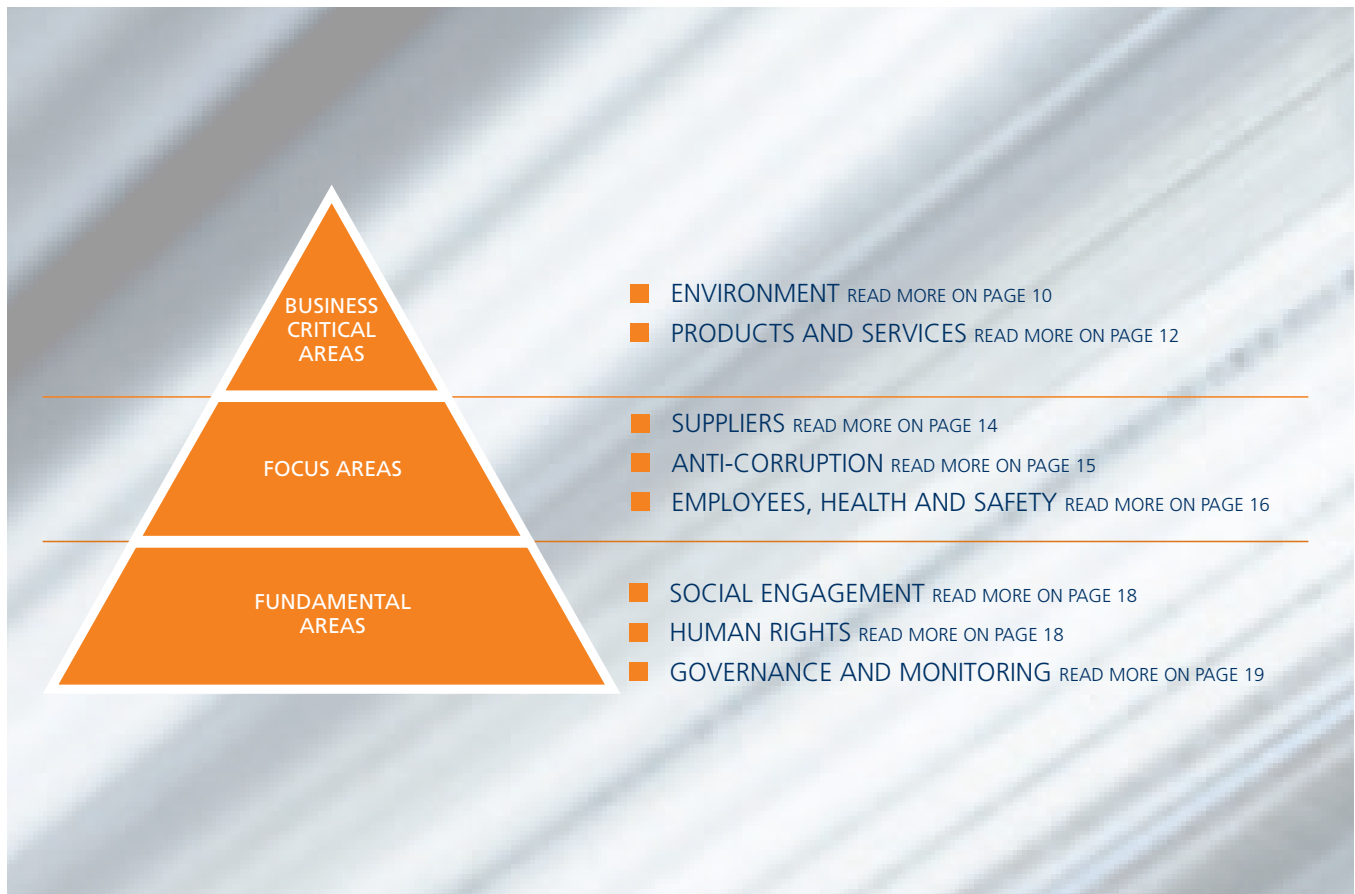 BUSINESS
CRITICAL
AREAS
ENVIRONMENT READ MORE ON PAGE 10
PRODUCTS AND SERVICES READ MORE ON PAGE 12
FOCUS AREAS
SUPPLIERS READ MORE ON PAGE 14
ANTI-CORRUPTION READ MORE ON PAGE 15
EMPLOYEES, HEALTH AND SAFETY READ MORE ON PAGE 16
FUNDAMENTAL
AREAS
SOCIAL ENGAGEMENT READ MORE ON PAGE 18
HUMAN RIGHTS READ MORE ON PAGE 18
GOVERNANCE AND MONITORING READ MORE ON PAGE 19